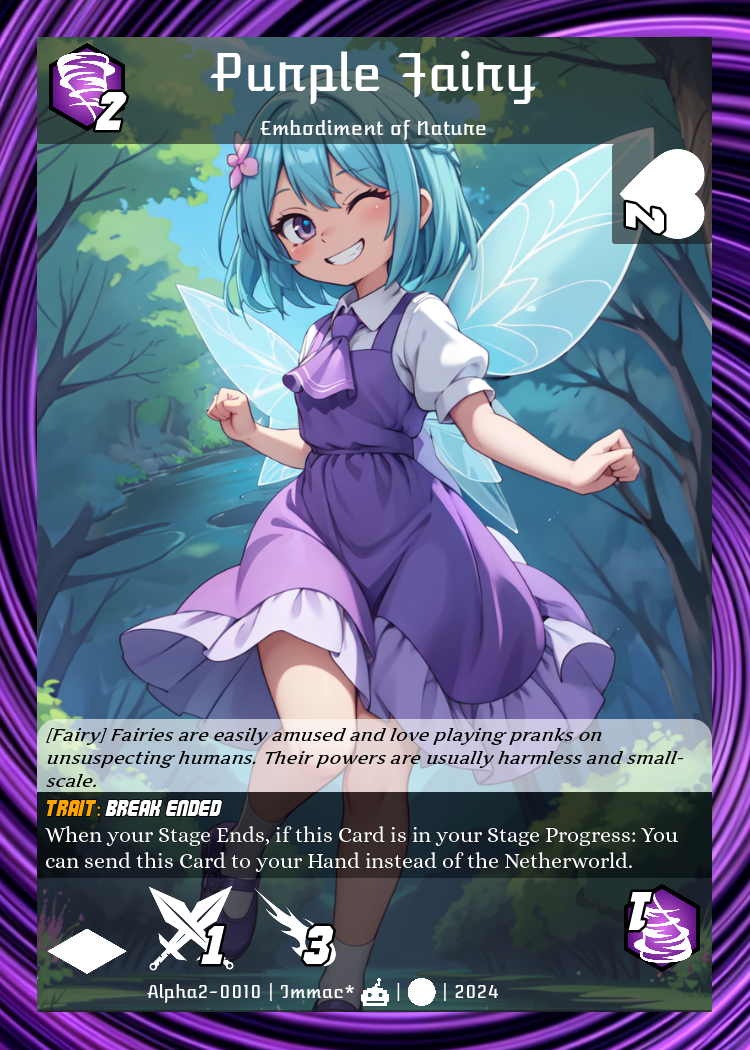 Purple Fairy
2
Embodiment of Nature
2
[Fairy] Fairies are easily amused and love playing pranks on
unsuspecting humans. Their powers are usually harmless and small-
scale.
TRAIT: BREAK ENDED
When your Stage Ends, if this Card is in your Stage Progress: You
can send this Card to your Hand instead of the Netherworld.
1
3
1
Alpha2-0010 | Immac* | | 2024